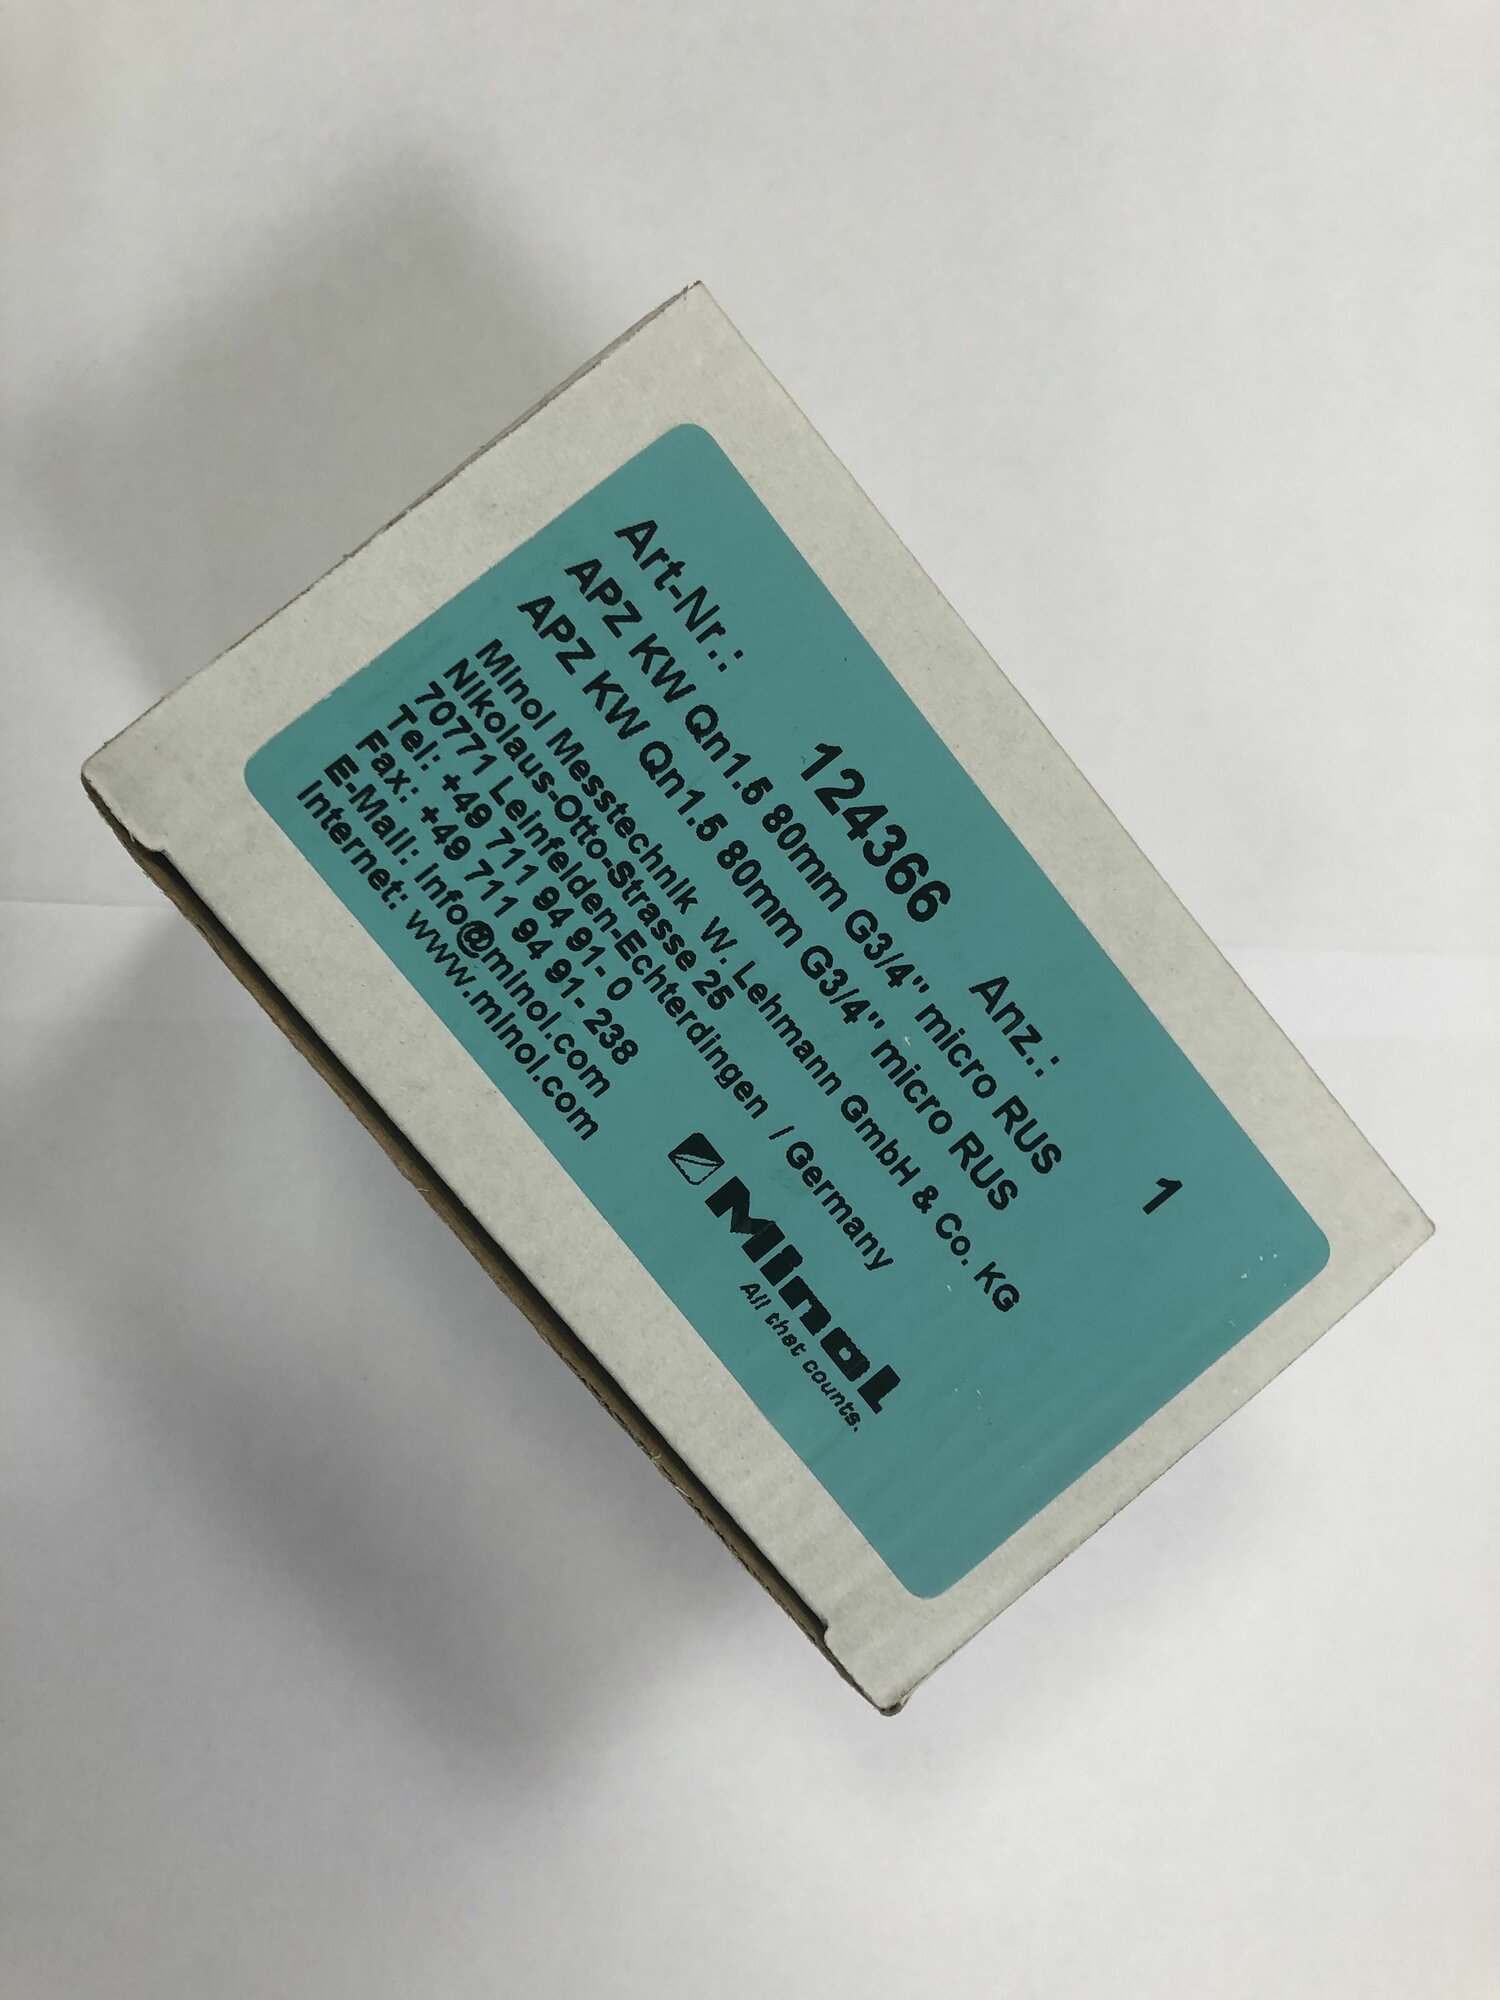 Art-Nr.: 124366 Anz.: 1
APZ KW Qn1.5 80mm G3/4" micro RUS
APZ KW Qn1.5 80mm G3/4" micro RUS
Minol Messtechnik W. Lehmann GmbH & Co. KG
Nikolaus-Otto-Strasse 25
70771 Leinfelden-Echterdingen / Germany
Tel: +49 711 94 91- 0
Fax: +49 711 94 91- 238
E-Mail: info@minol.com
Internet: www.minol.com
Minol
All that counts.